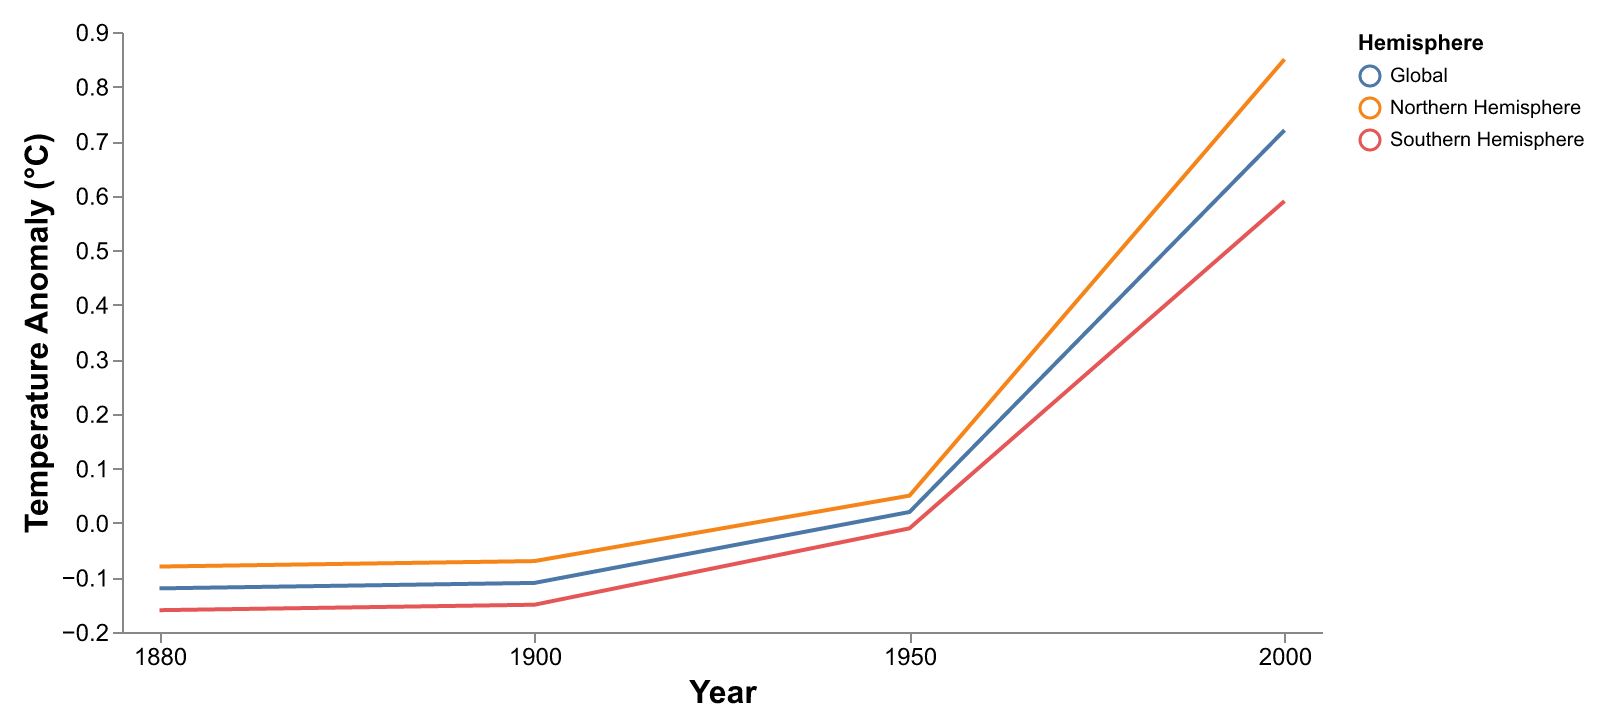 0.9
0.8
0.7
0.6
0.5
0.4
0.3
0.2
0.1
0.0
−0.1
−0.2
Temperature Anomaly (°C)
1880 1900 1950 2000
Year
Hemisphere
Global
Northern Hemisphere
Southern Hemisphere